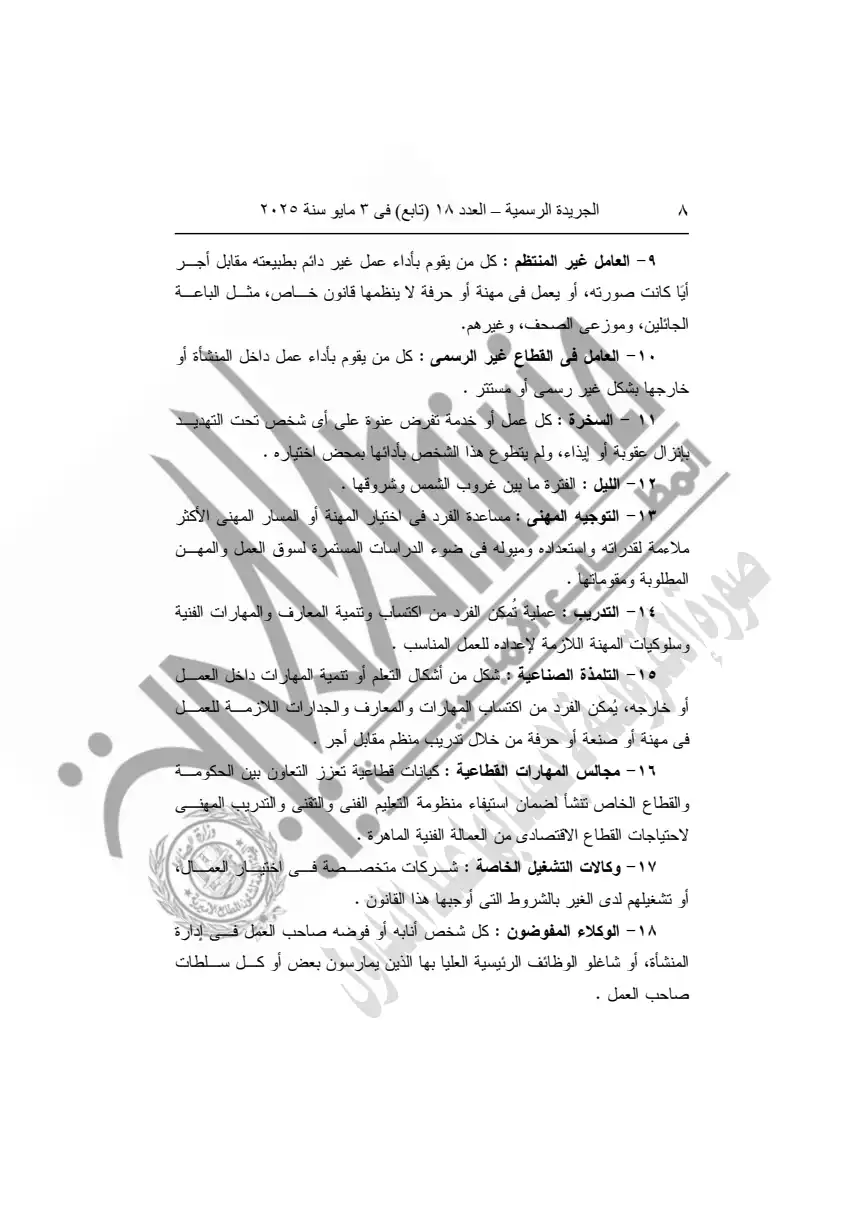 ٨ الجريدة الرسمية – العدد ١٨ (تابع) فى ٣ مايو سنة ٢٠٢٥
٩- العامل غير المنتظم : كل من يقوم بأداء عمل غير دائم بطبيعته مقابل أجر
أيًا كانت صورته، أو يعمل فى مهنة أو حرفة لا ينظمها قانون خاص، مثل الباعة
الجائلين، وموزعى الصحف، وغيرهم.
١٠- العامل فى القطاع غير الرسمى : كل من يقوم بأداء عمل داخل المنشأة أو
خارجها بشكل غير رسمى أو مستتر .
١١ - السخرة : كل عمل أو خدمة تفرض عنوة على أى شخص تحت التهديد
بإنزال عقوبة أو إيذاء، ولم يتطوع هذا الشخص بأدائها بمحض اختياره .
١٢- الليل : الفترة ما بين غروب الشمس وشروقها .
١٣- التوجيه المهنى : مساعدة الفرد فى اختيار المهنة أو المسار المهنى الأكثر
ملاءمة لقدراته واستعداده وميوله فى ضوء الدراسات المستمرة لسوق العمل والمهن
المطلوبة ومقوماتها .
١٤- التدريب : عملية تُمكِن الفرد من اكتساب وتنمية المعارف والمهارات الفنية
وسلوكيات المهنة اللازمة لإعداده للعمل المناسب .
١٥- التلمذة الصناعية : شكل من أشكال التعلم أو تنمية المهارات داخل العمل
أو خارجه، يُمكن الفرد من اكتساب المهارات والمعارف والجدارات اللازمة للعمل
فى مهنة أو صنعة أو حرفة من خلال تدريب منظم مقابل أجر .
١٦- مجالس المهارات القطاعية : كيانات قطاعية تعزز التعاون بين الحكومة
والقطاع الخاص تنشأ لضمان استيفاء منظومة التعليم الفنى والتقنى والتدريب المهنى
لاحتياجات القطاع الاقتصادى من العمالة الفنية الماهرة .
١٧- وكالات التشغيل الخاصة : شركات متخصصة فى اختيار العمال،
أو تشغيلهم لدى الغير بالشروط التى أوجبها هذا القانون .
١٨- الوكلاء المفوضون : كل شخص أنابه أو فوضه صاحب العمل فى إدارة
المنشأة، أو شاغلو الوظائف الرئيسية العليا بها الذين يمارسون بعض أو كل سلطات
صاحب العمل .
المطابع الأميرية
صورة إلكترونية لا يعتد بها عند التداول